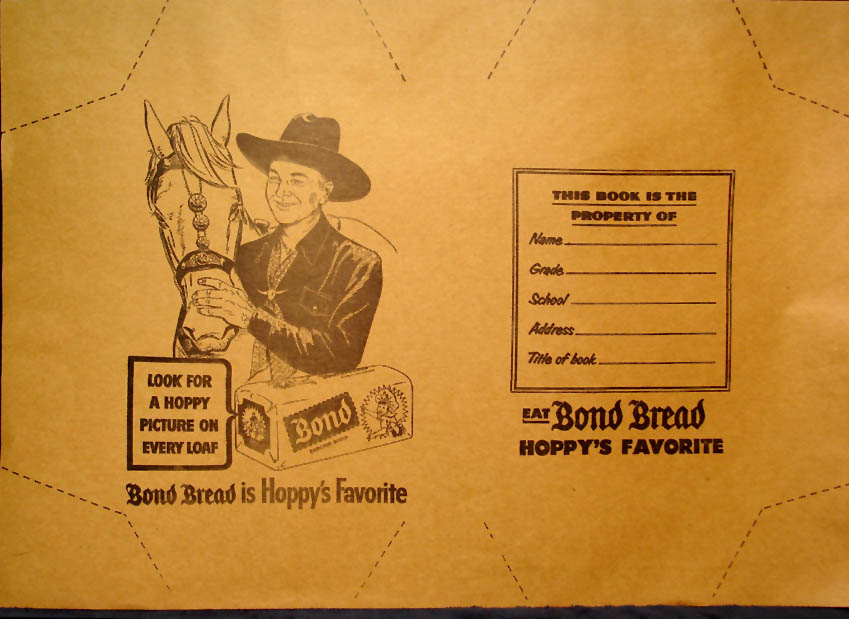 LOOK FOR
A HOPPY
PICTURE ON
EVERY LOAF
Bond
Bond Bread is Hoppy's Favorite
THIS BOOK IS THE
PROPERTY OF
Name
Grade
School
Address
Title of book
EAT Bond Bread
HOPPY'S FAVORITE